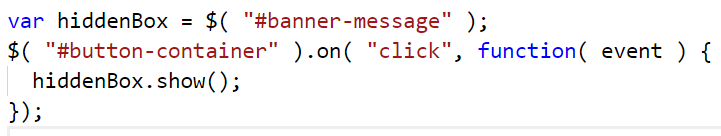 var hiddenBox = $( "#banner-message" );
$( "#button-container" ).on( "click", function( event ) {
  hiddenBox.show();
});